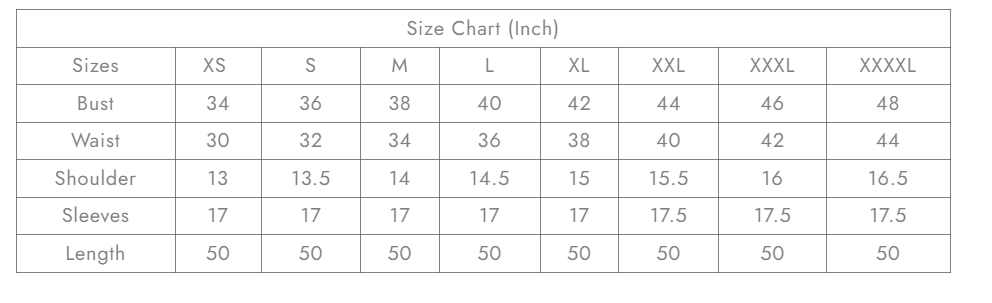 Size Chart (Inch)
Sizes XS S M L XL XXL XXXL XXXXL
Bust 34 36 38 40 42 44 46 48
Waist 30 32 34 36 38 40 42 44
Shoulder 13 13.5 14 14.5 15 15.5 16 16.5
Sleeves 17 17 17 17 17 17.5 17.5 17.5
Length 50 50 50 50 50 50 50 50